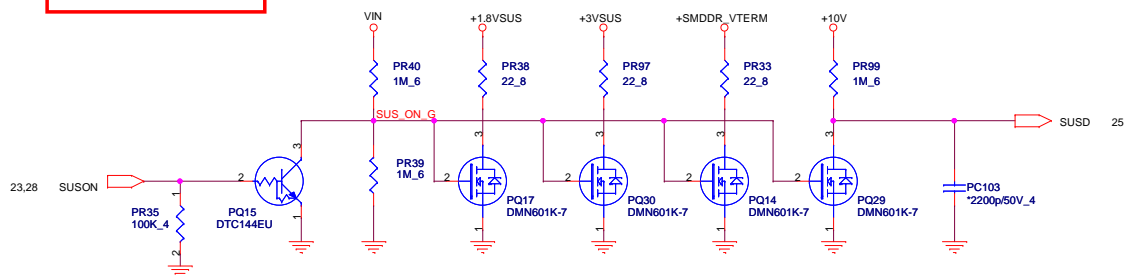 VIN
+1.8VSUS
+3VSUS
+SMDDR_VTERM
+10V
PR40
1M_6
PR38
22_8
PR97
22_8
PR33
22_8
PR99
1M_6
SUS_ON_G
SUSD 25
3
3
3
3
3
PR39
1M_6
2
2
2
2
2
23,28 SUSON
1
PR35
100K_4
2
PQ15
DTC144EU
1
PQ17
DMN601K-7
1
PQ30
DMN601K-7
1
PQ14
DMN601K-7
1
PQ29
DMN601K-7
1
PC103
*2200p/50V_4